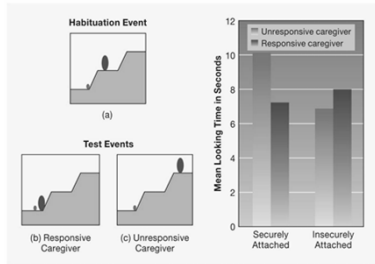 Habituation Event
(a)
Test Events
(b) Responsive
Caregiver
(c) Unresponsive
Caregiver
Mean Looking Time in Seconds
12
10
8
6
4
2
0
Unresponsive caregiver
Responsive caregiver
Securely
Attached
Insecurely
Attached